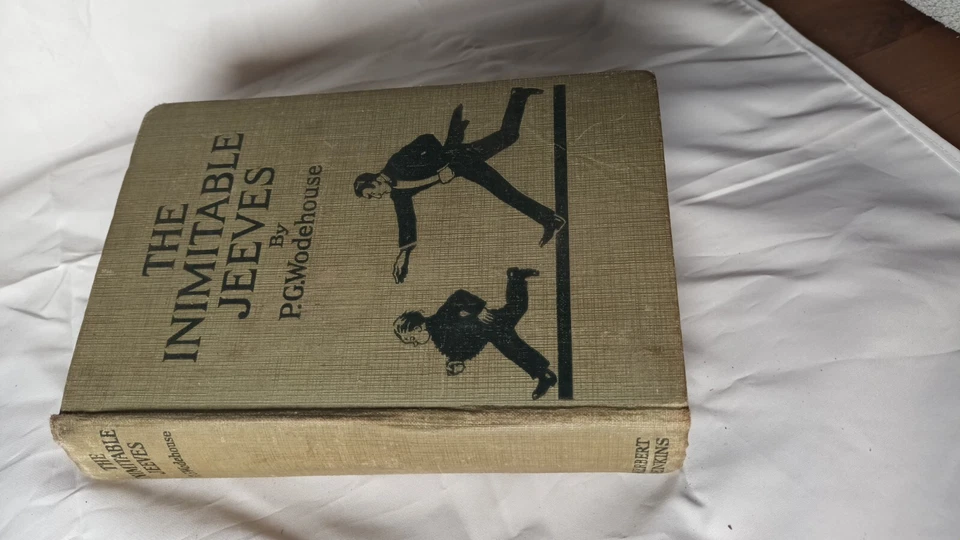 THE
INIMITABLE
JEEVES
By
P.G.Wodehouse
THE
INIMITABLE
JEEVES
Wodehouse
HERBERT
JENKINS